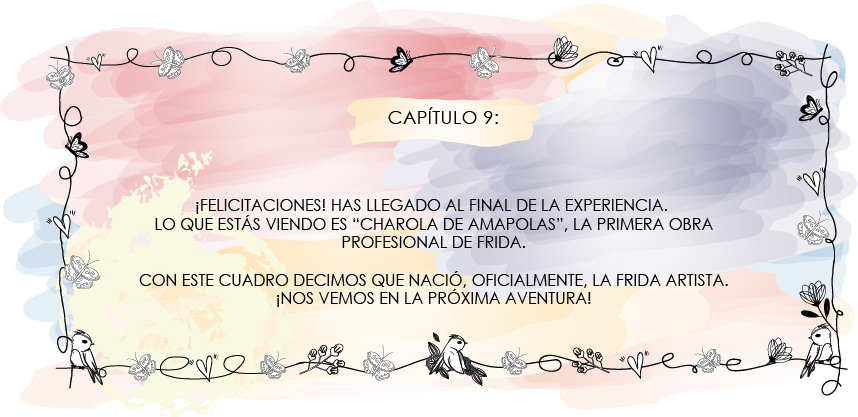 CAPÍTULO 9:
¡FELICITACIONES! HAS LLEGADO AL FINAL DE LA EXPERIENCIA.
LO QUE ESTÁS VIENDO ES “CHAROLA DE AMAPOLAS”, LA PRIMERA OBRA
PROFESIONAL DE FRIDA.
CON ESTE CUADRO DECIMOS QUE NACIÓ, OFICIALMENTE, LA FRIDA ARTISTA.
¡NOS VEMOS EN LA PRÓXIMA AVENTURA!